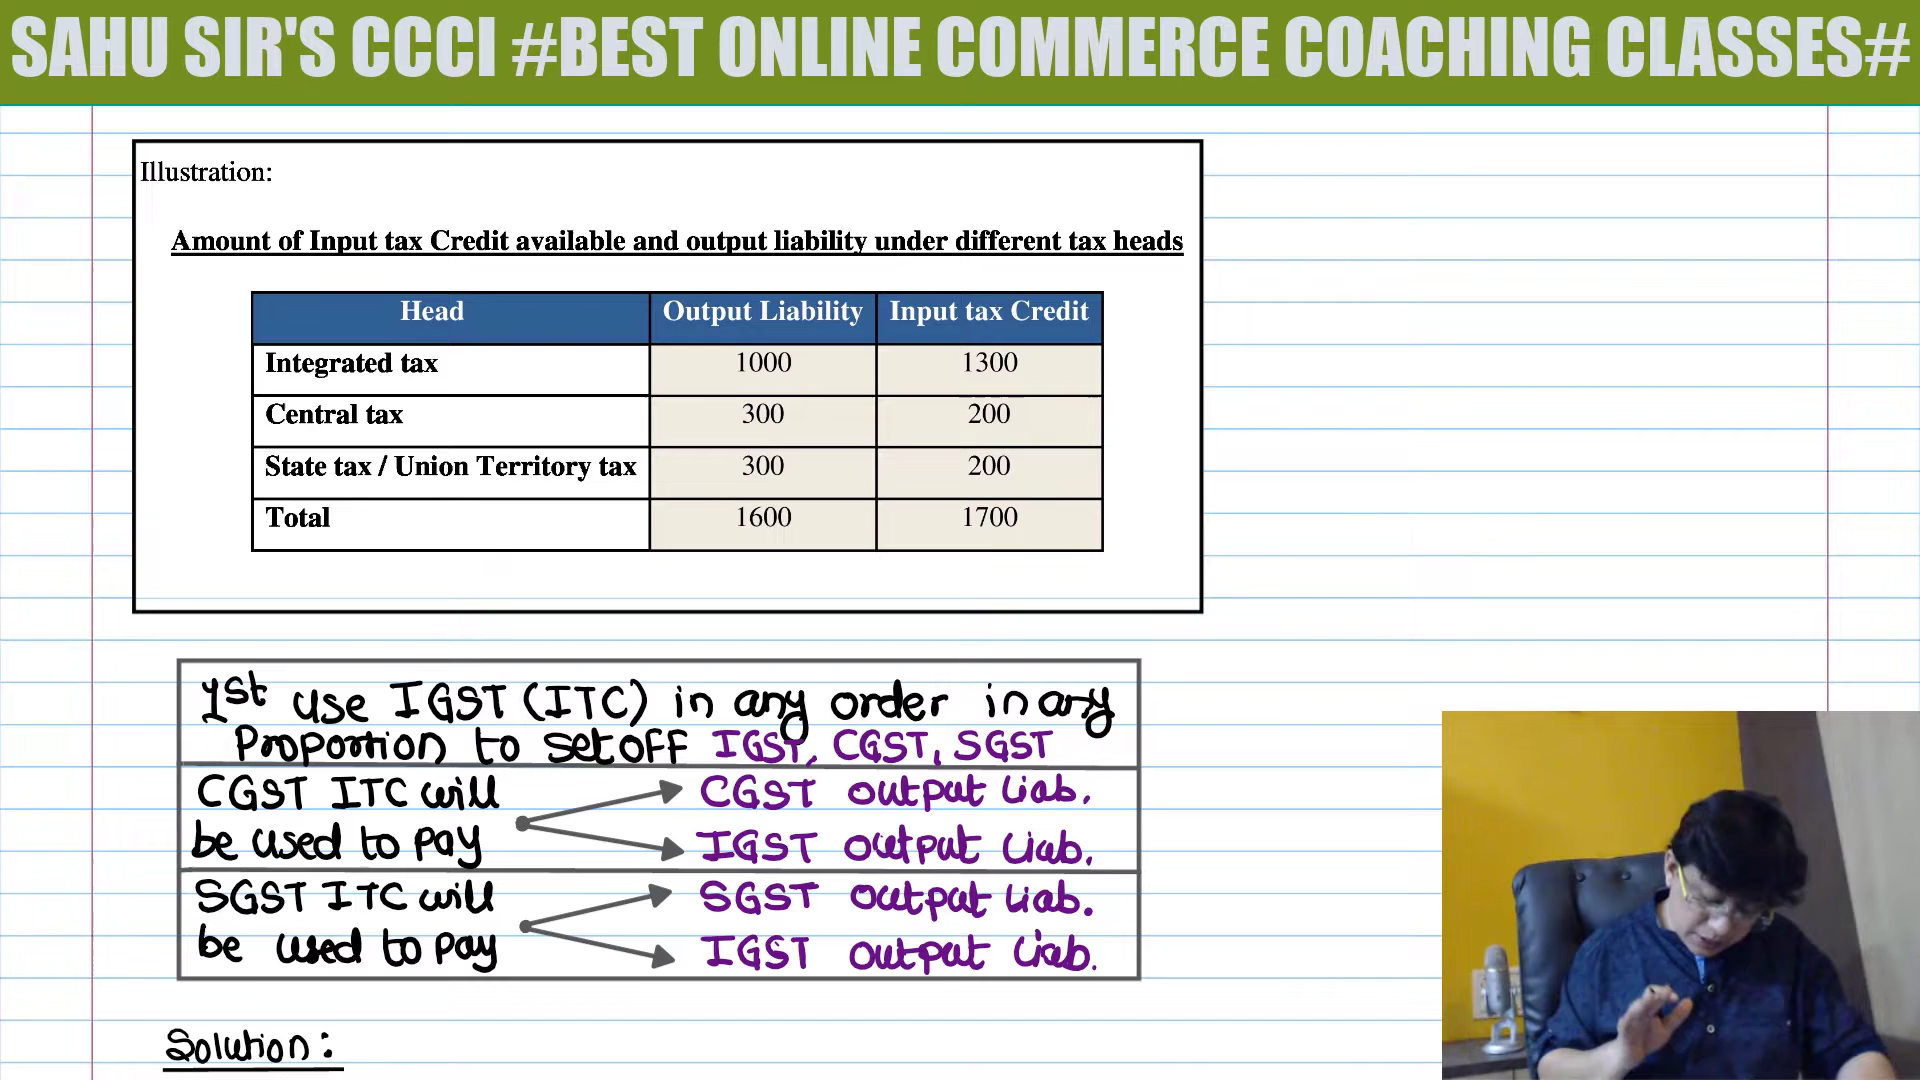 SAHU SIR'S CCCI #BEST ONLINE COMMERCE COACHING CLASSES#
Illustration:
Amount of Input tax Credit available and output liability under different tax heads
Head Output Liability Input tax Credit
Integrated tax 1000 1300
Central tax 300 200
State tax / Union Territory tax 300 200
Total 1600 1700
1st use IGST (ITC) in any order in any
Proportion to setoff IGST, CGST, SGST
CGST ITC will
be used to pay
CGST output Liab.
IGST output Liab.
SGST ITC will
be used to pay
SGST output Liab.
IGST output Liab.
Solution: